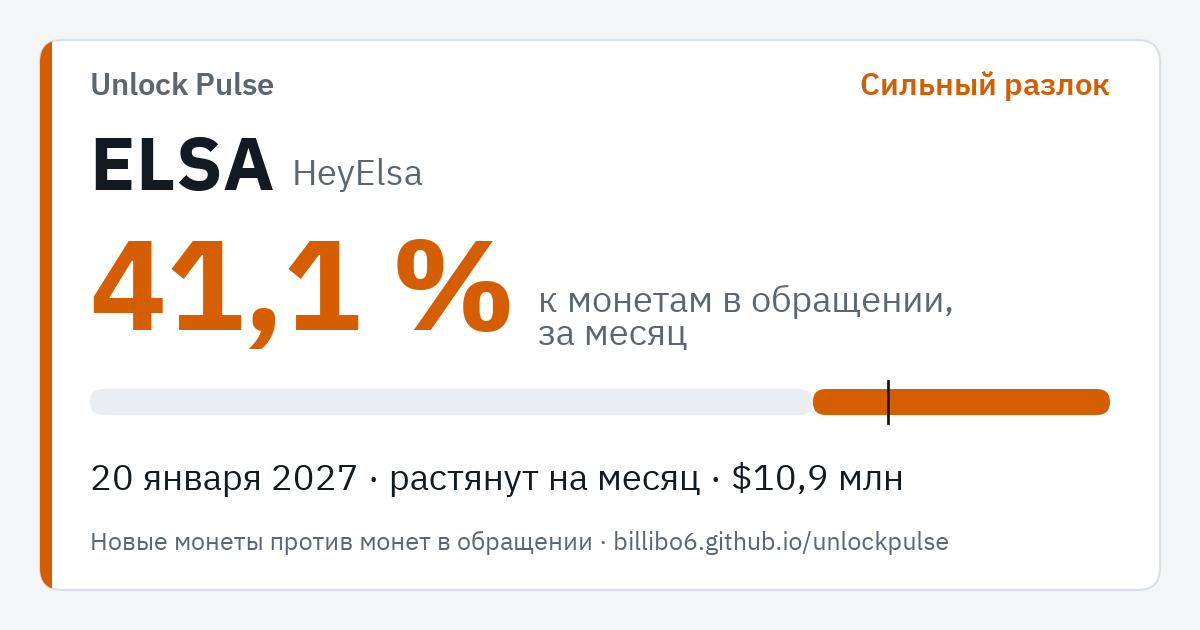 Unlock Pulse
Сильный разлок
ELSA HeyElsa
41,1 % к монетам в обращении,
за месяц
20 января 2027 · растянут на месяц · $10,9 млн
Новые монеты против монет в обращении · billibo6.github.io/unlockpulse